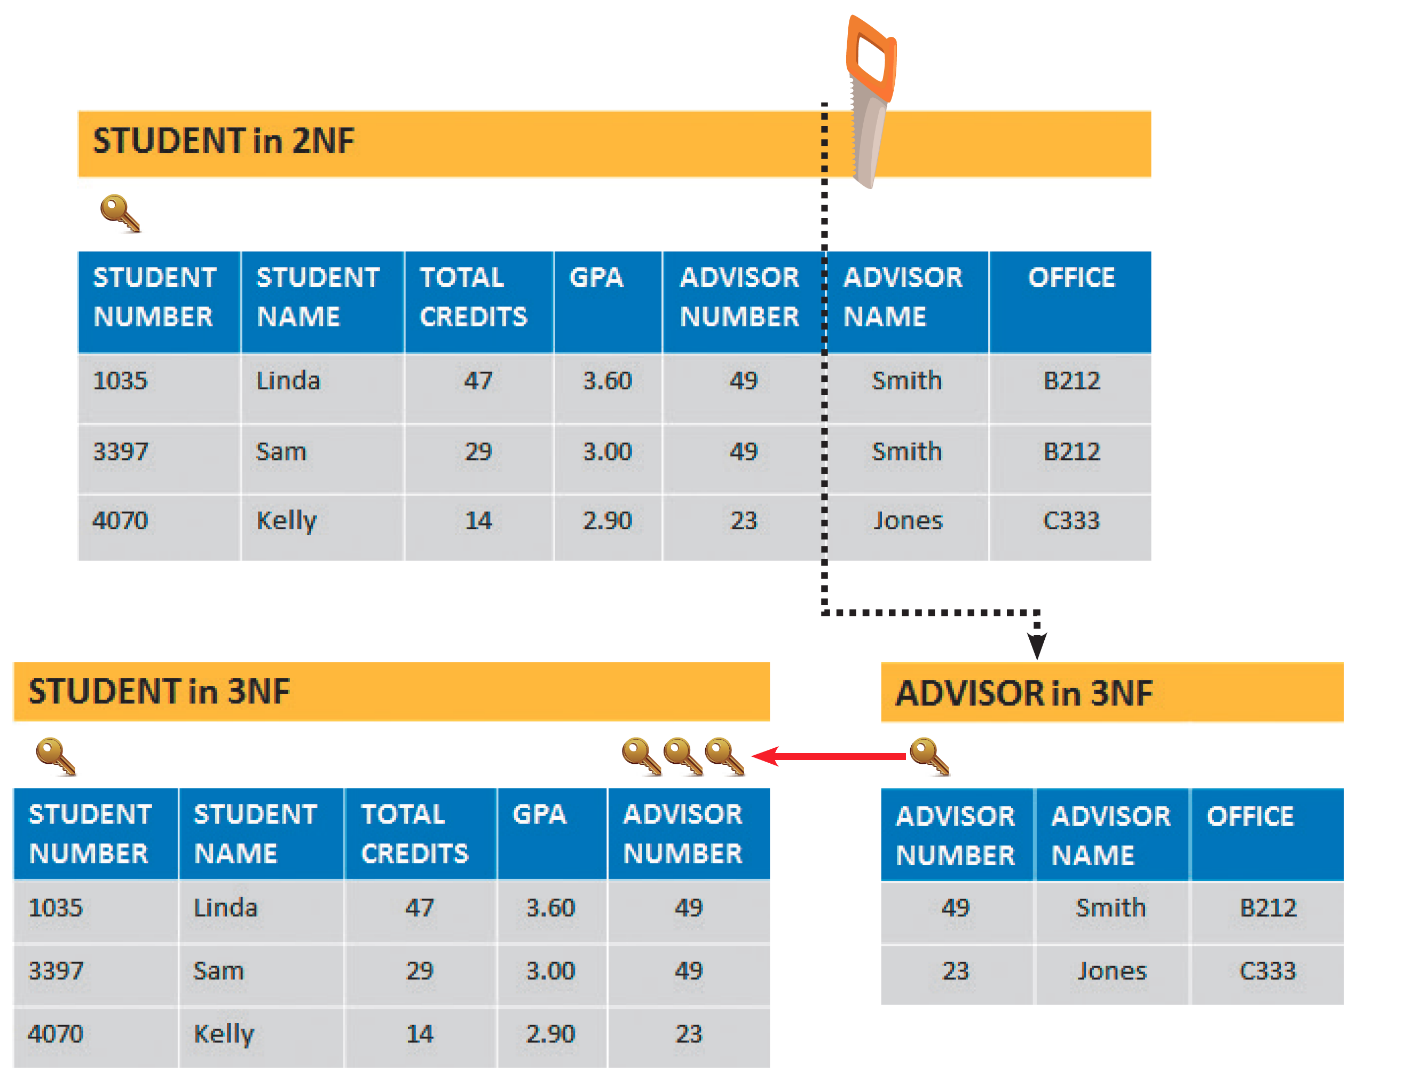 STUDENT in 2NF
STUDENT NUMBER STUDENT NAME TOTAL CREDITS GPA ADVISOR NUMBER ADVISOR NAME OFFICE
1035 Linda 47 3.60 49 Smith B212
3397 Sam 29 3.00 49 Smith B212
4070 Kelly 14 2.90 23 Jones C333
STUDENT in 3NF
STUDENT NUMBER STUDENT NAME TOTAL CREDITS GPA ADVISOR NUMBER
1035 Linda 47 3.60 49
3397 Sam 29 3.00 49
4070 Kelly 14 2.90 23
ADVISOR in 3NF
ADVISOR NUMBER ADVISOR NAME OFFICE
49 Smith B212
23 Jones C333